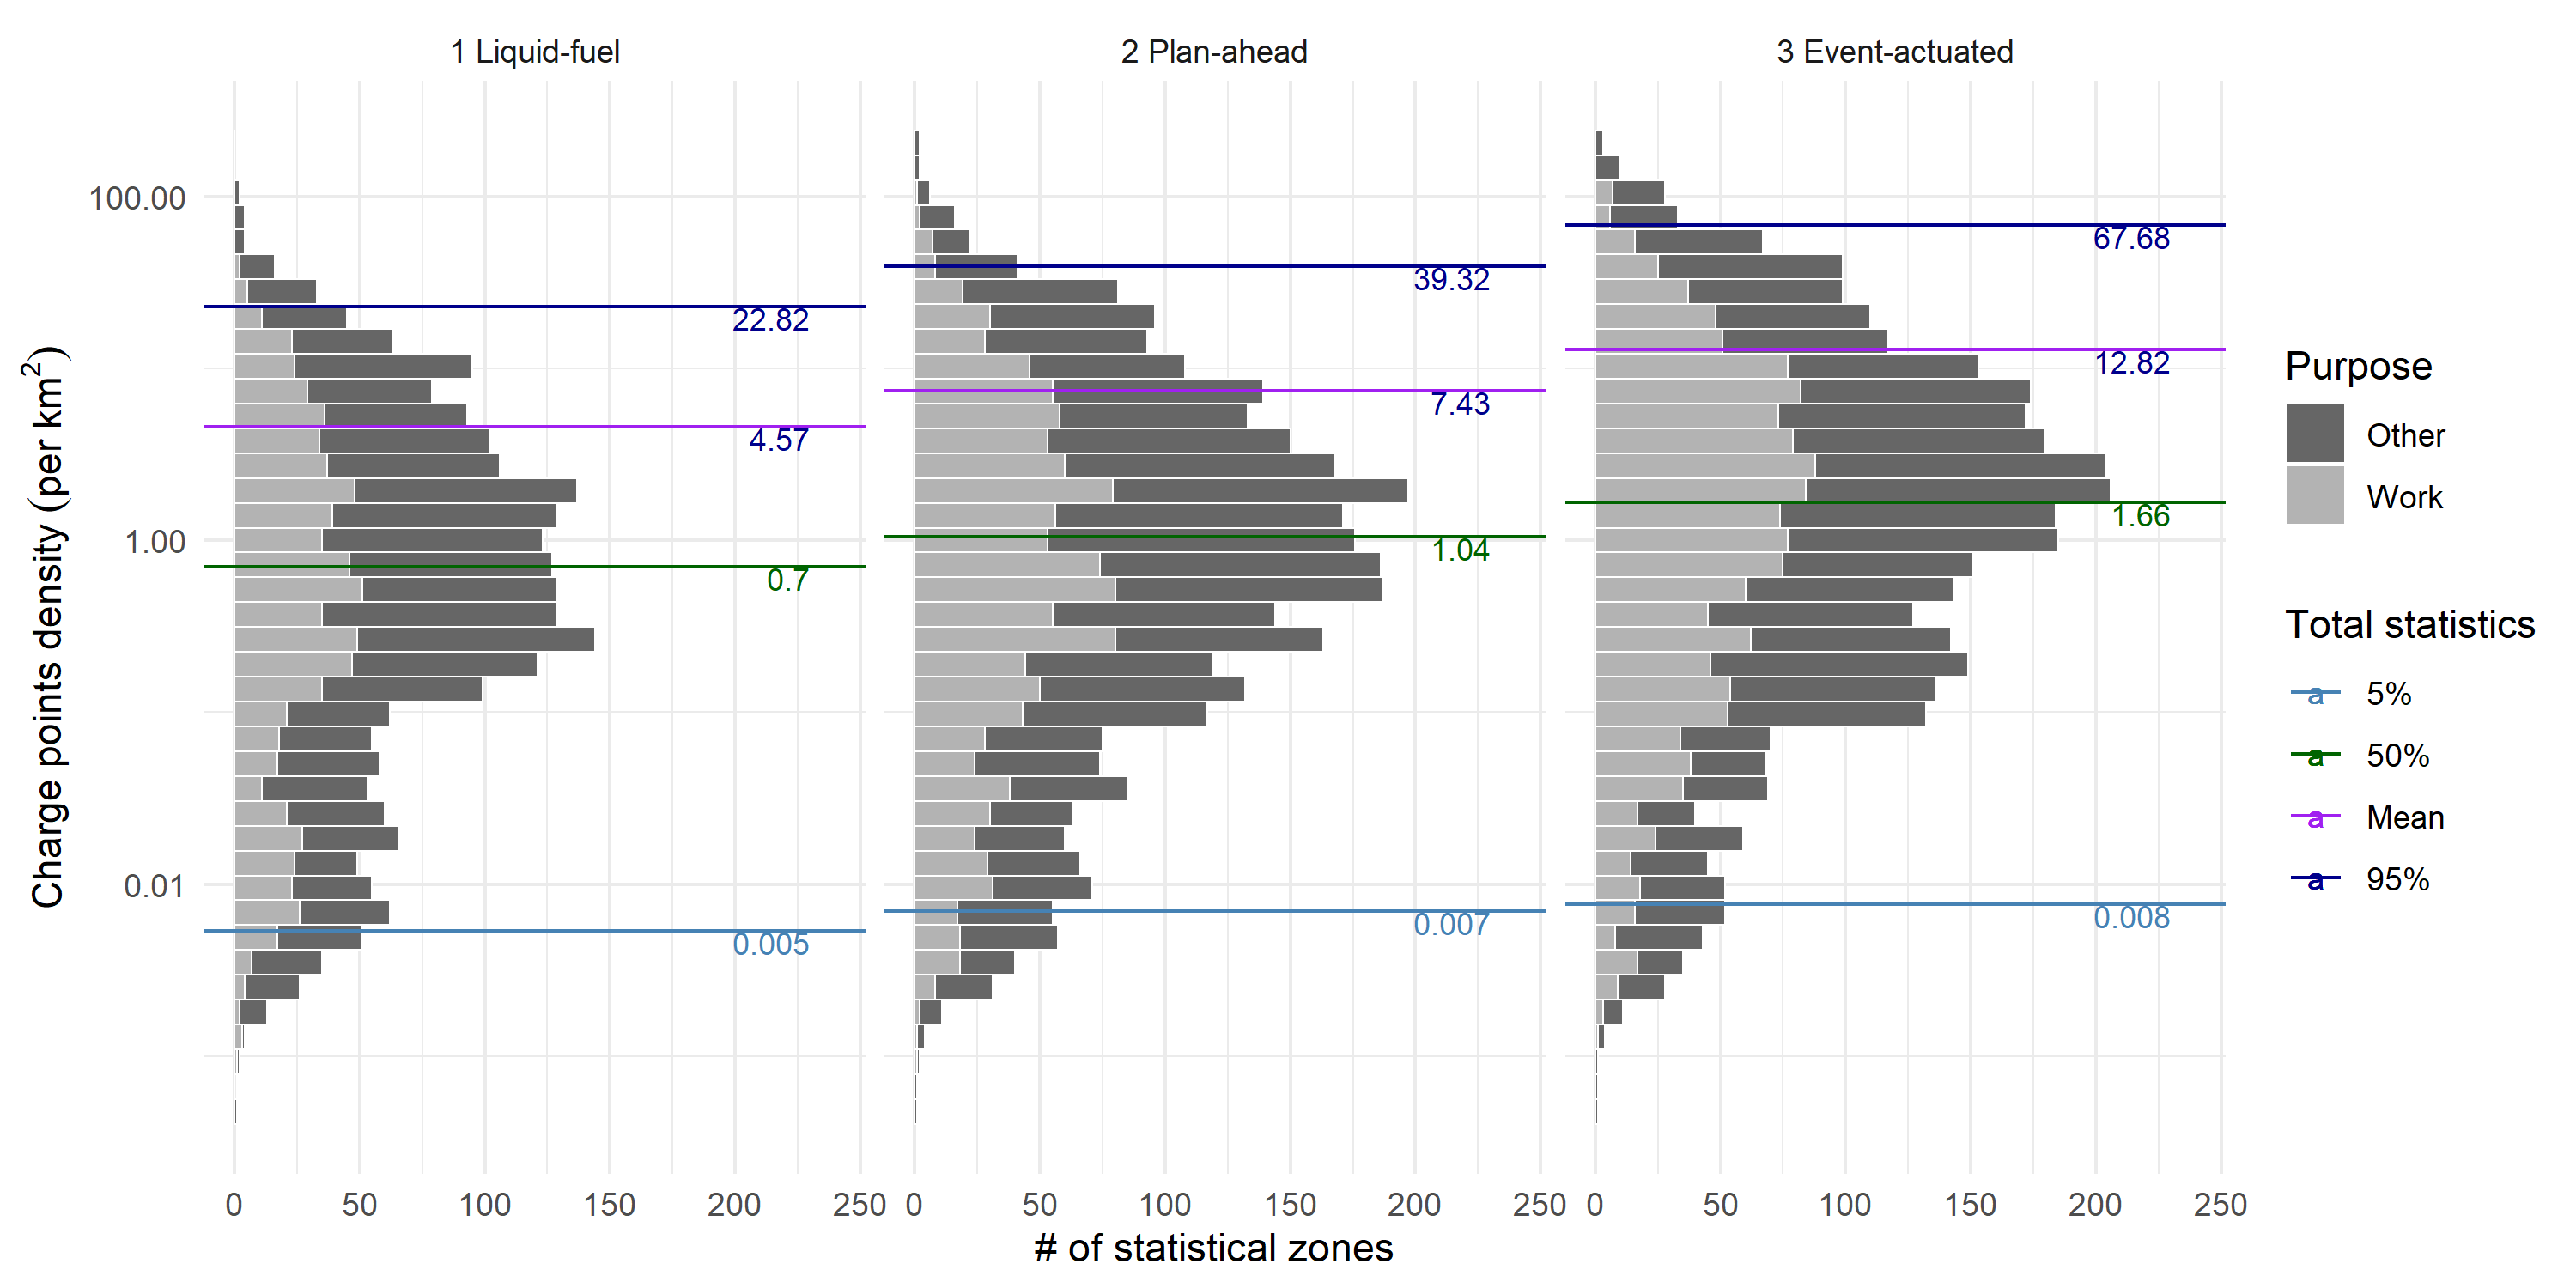 1 Liquid-fuel
2 Plan-ahead
3 Event-actuated
Charge points density (per km²)
100.00
1.00
0.01
22.82
4.57
0.7
0.005
39.32
7.43
1.04
0.007
67.68
12.82
1.66
0.008
0 50 100 150 200 250
0 50 100 150 200 250
0 50 100 150 200 250
# of statistical zones
Purpose
Other
Work
Total statistics
a 5%
a 50%
a Mean
a 95%